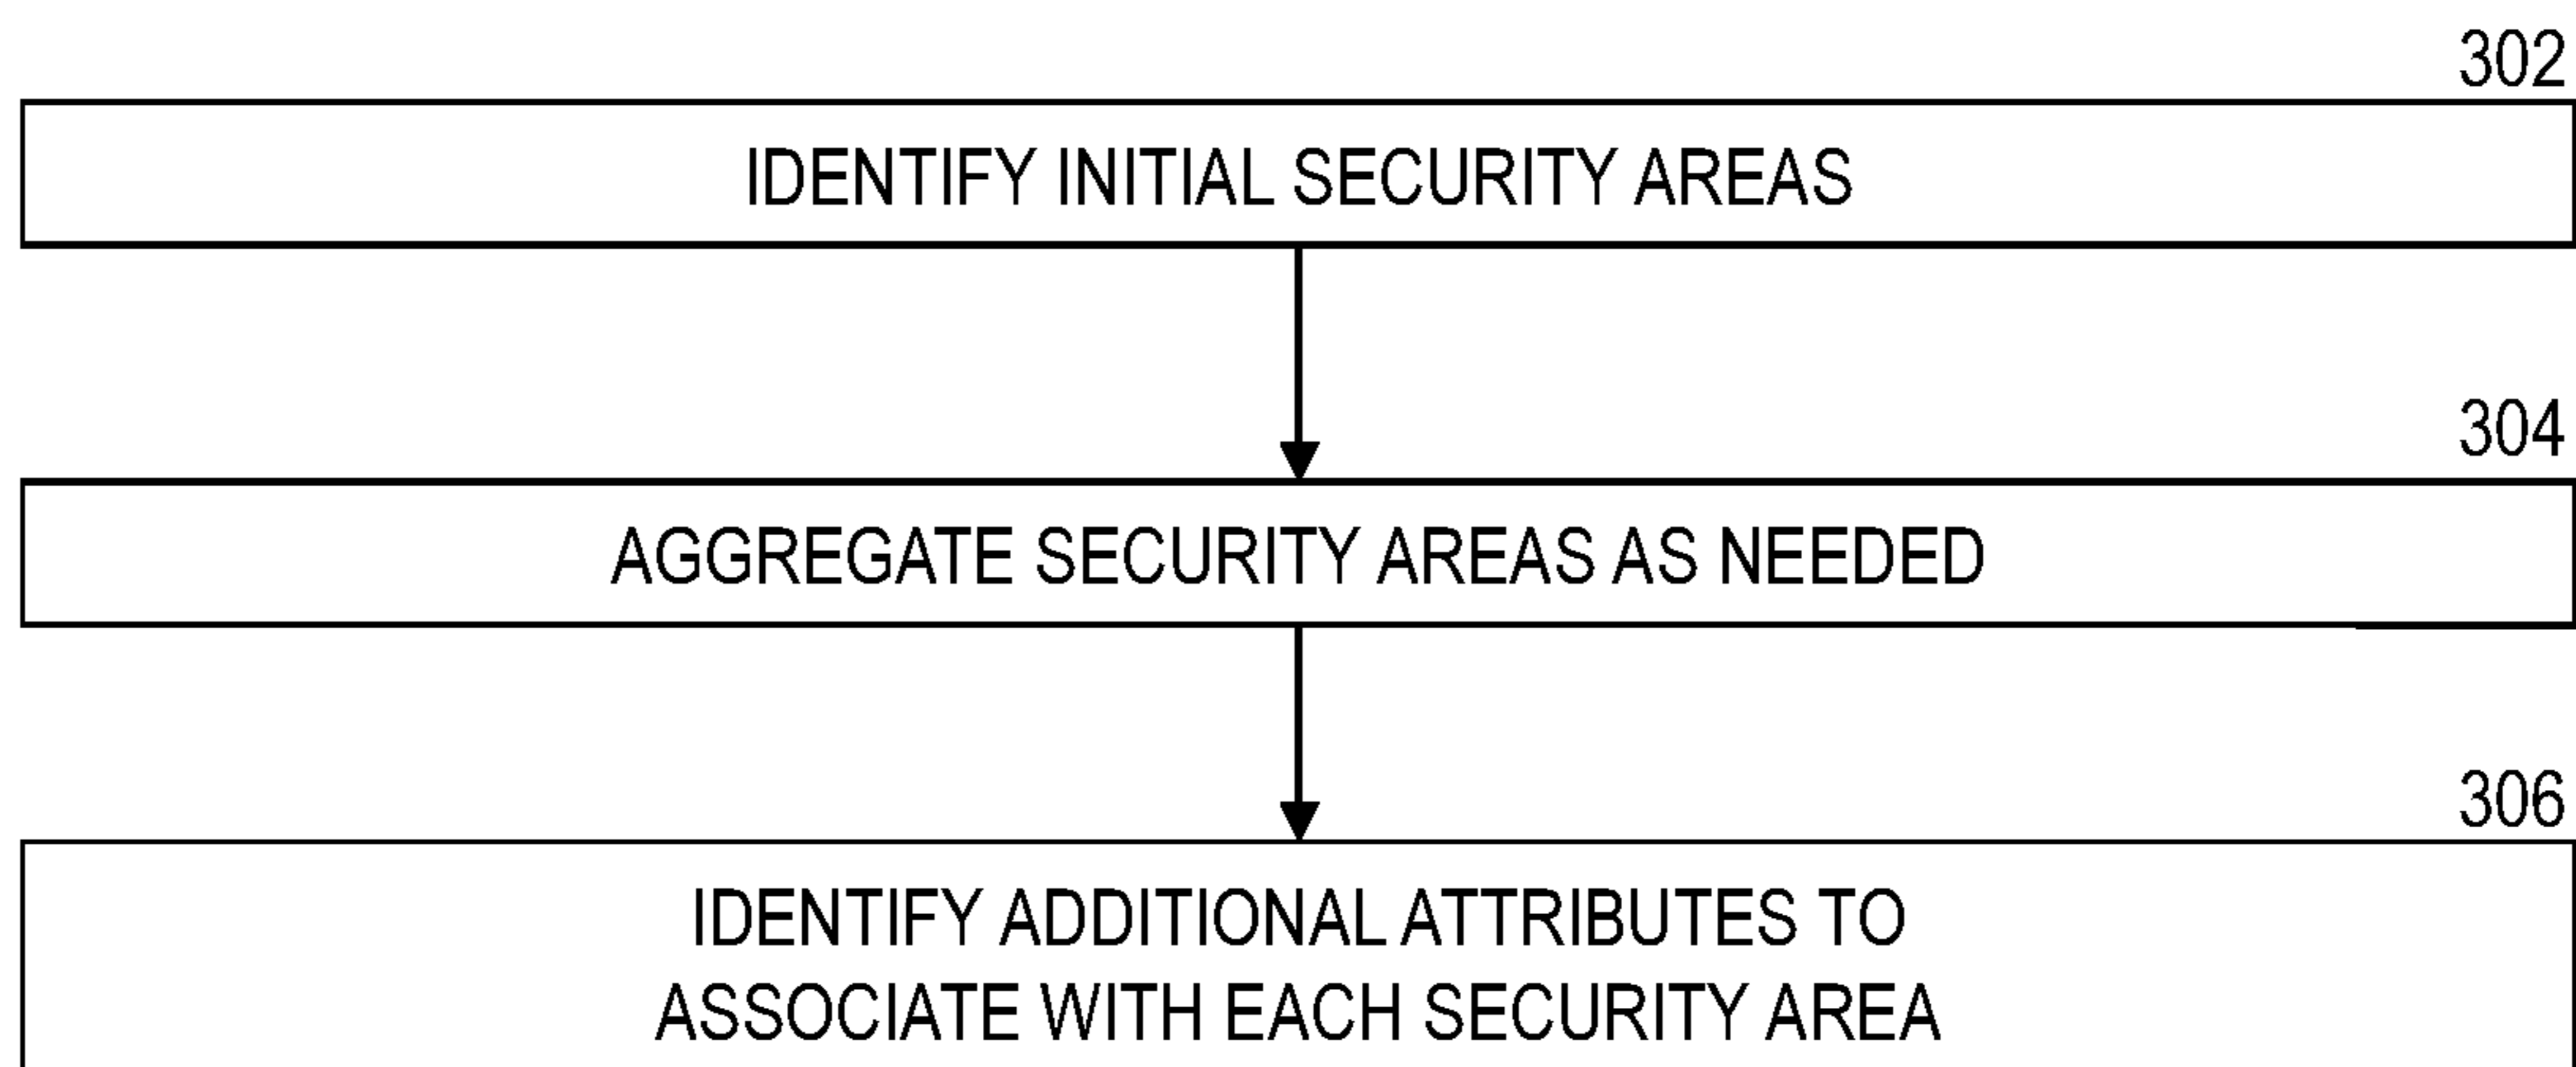 302
IDENTIFY INITIAL SECURITY AREAS
304
AGGREGATE SECURITY AREAS AS NEEDED
306
IDENTIFY ADDITIONAL ATTRIBUTES TO
ASSOCIATE WITH EACH SECURITY AREA